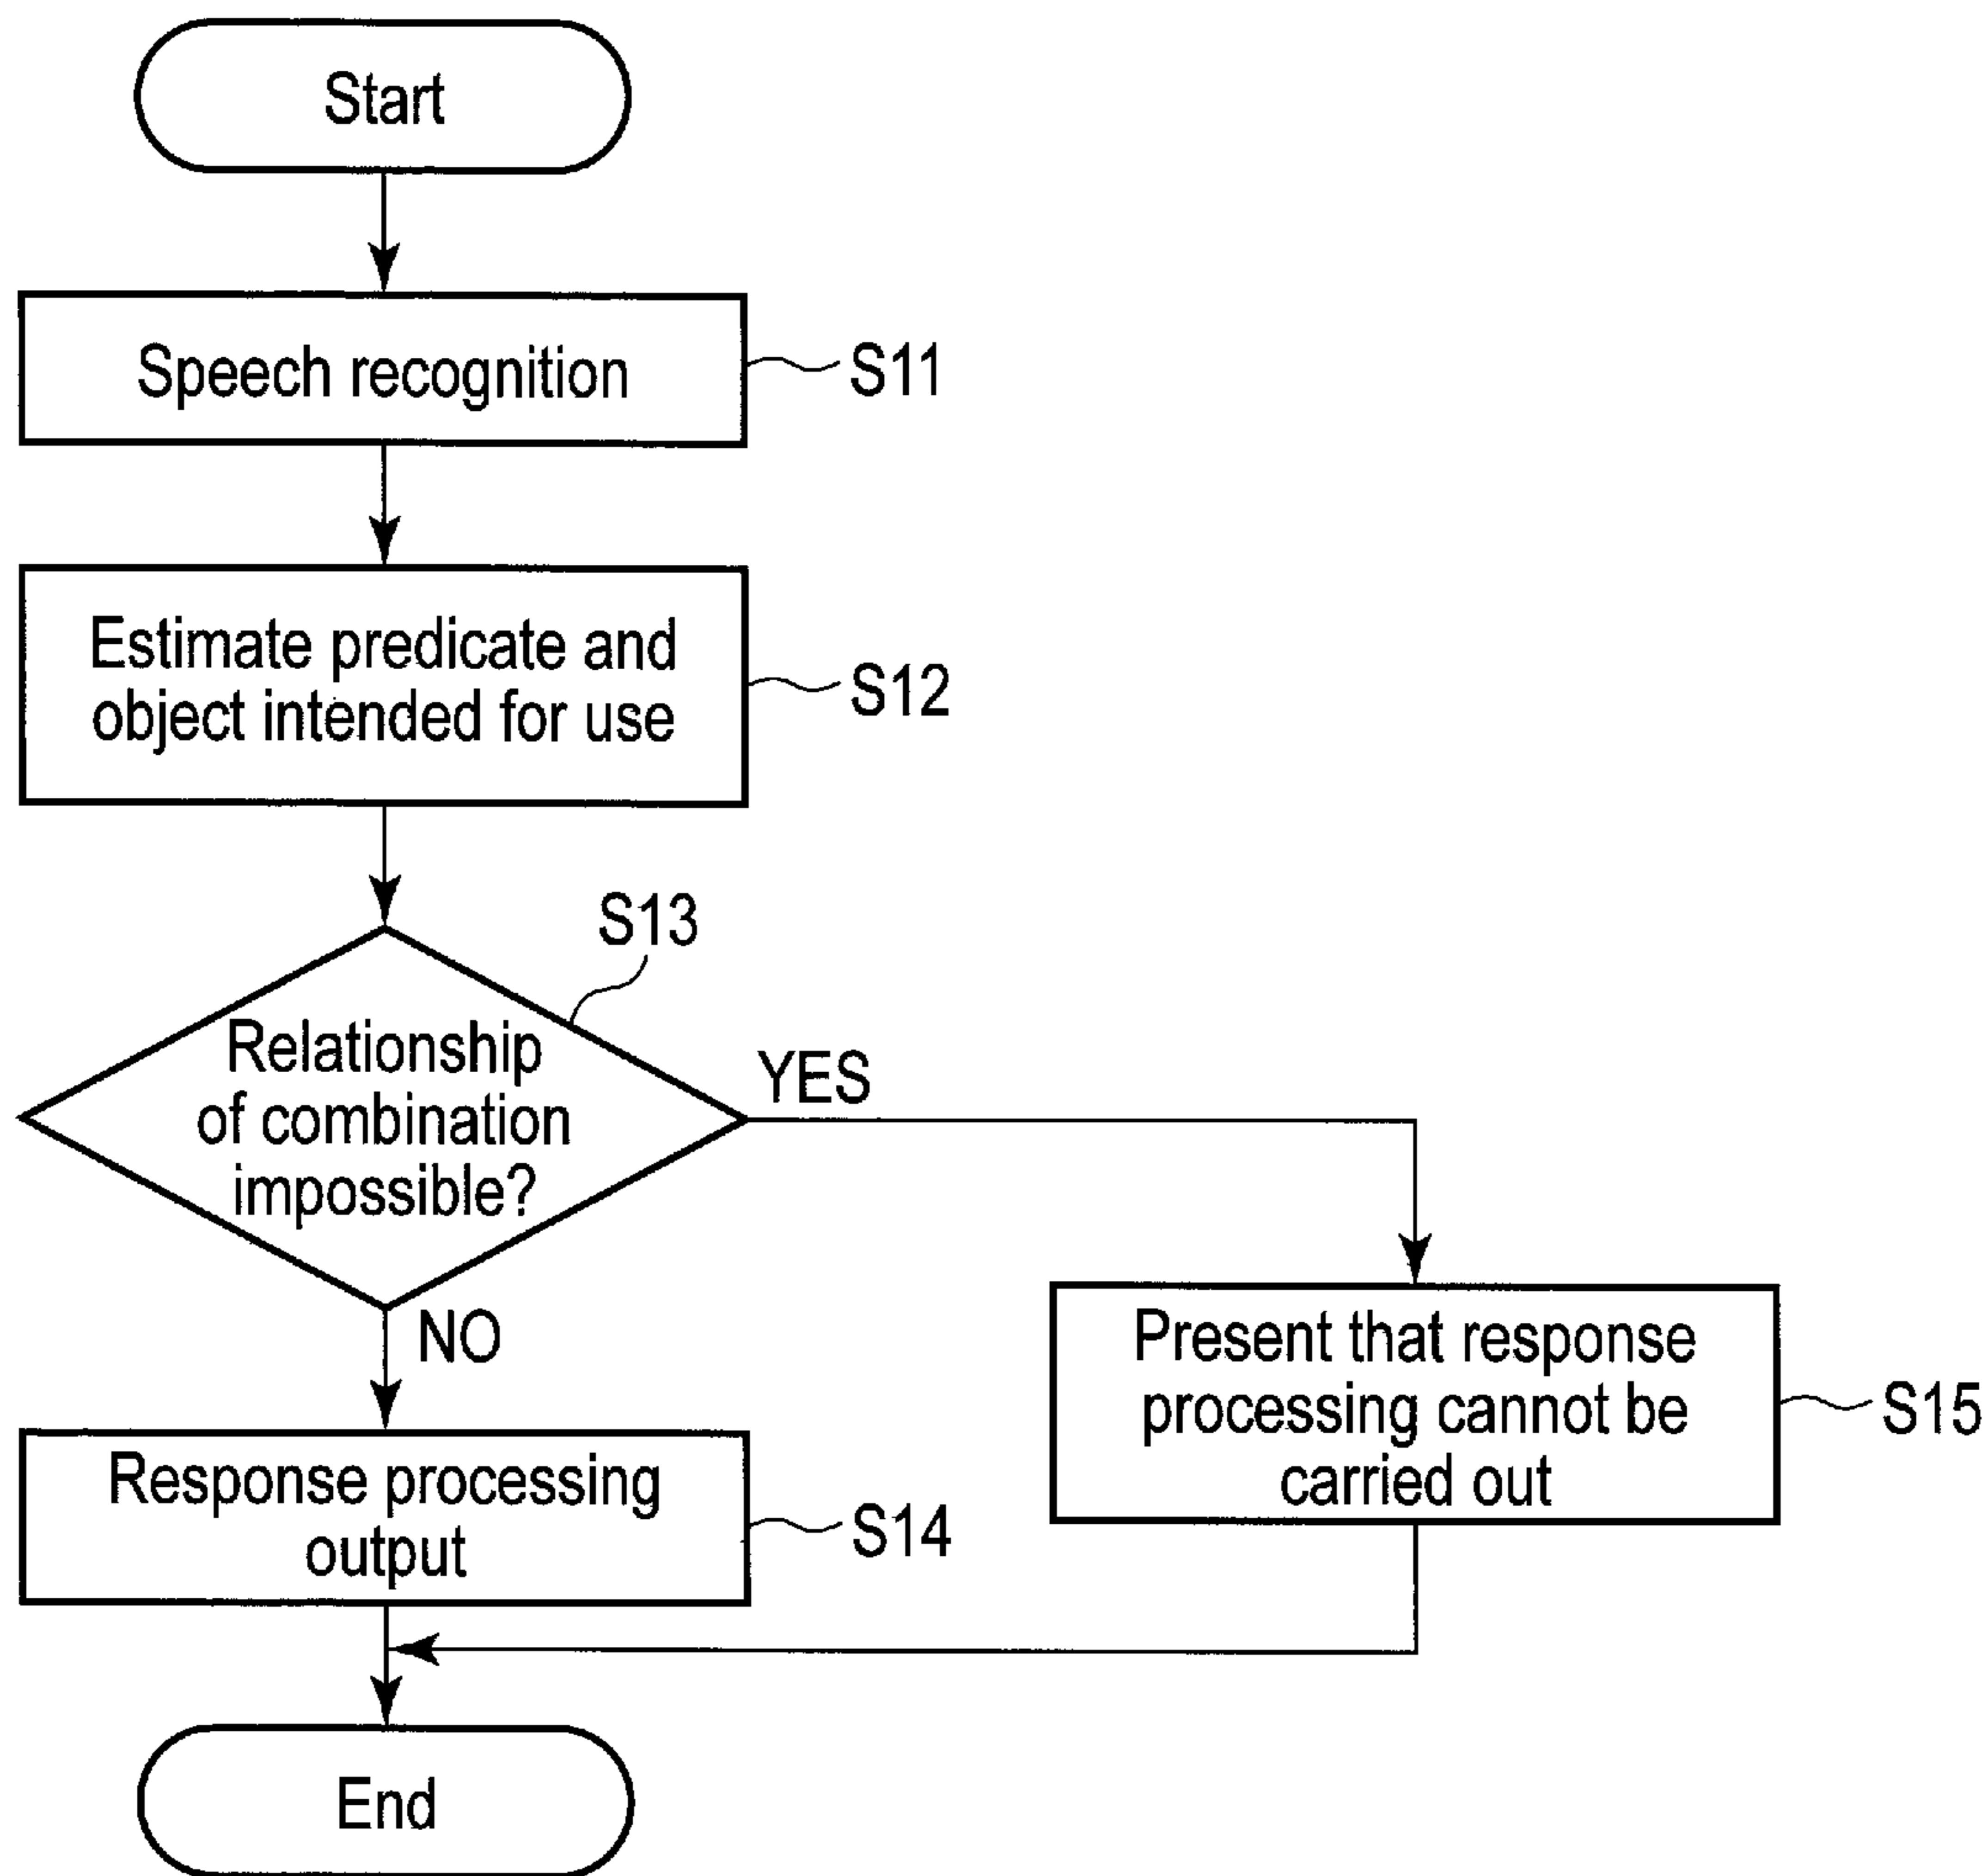 Start
Speech recognition
S11
Estimate predicate and
object intended for use
S12
S13
Relationship
of combination
impossible?
YES
NO
Present that response
processing cannot be
carried out
S15
Response processing
output
S14
End